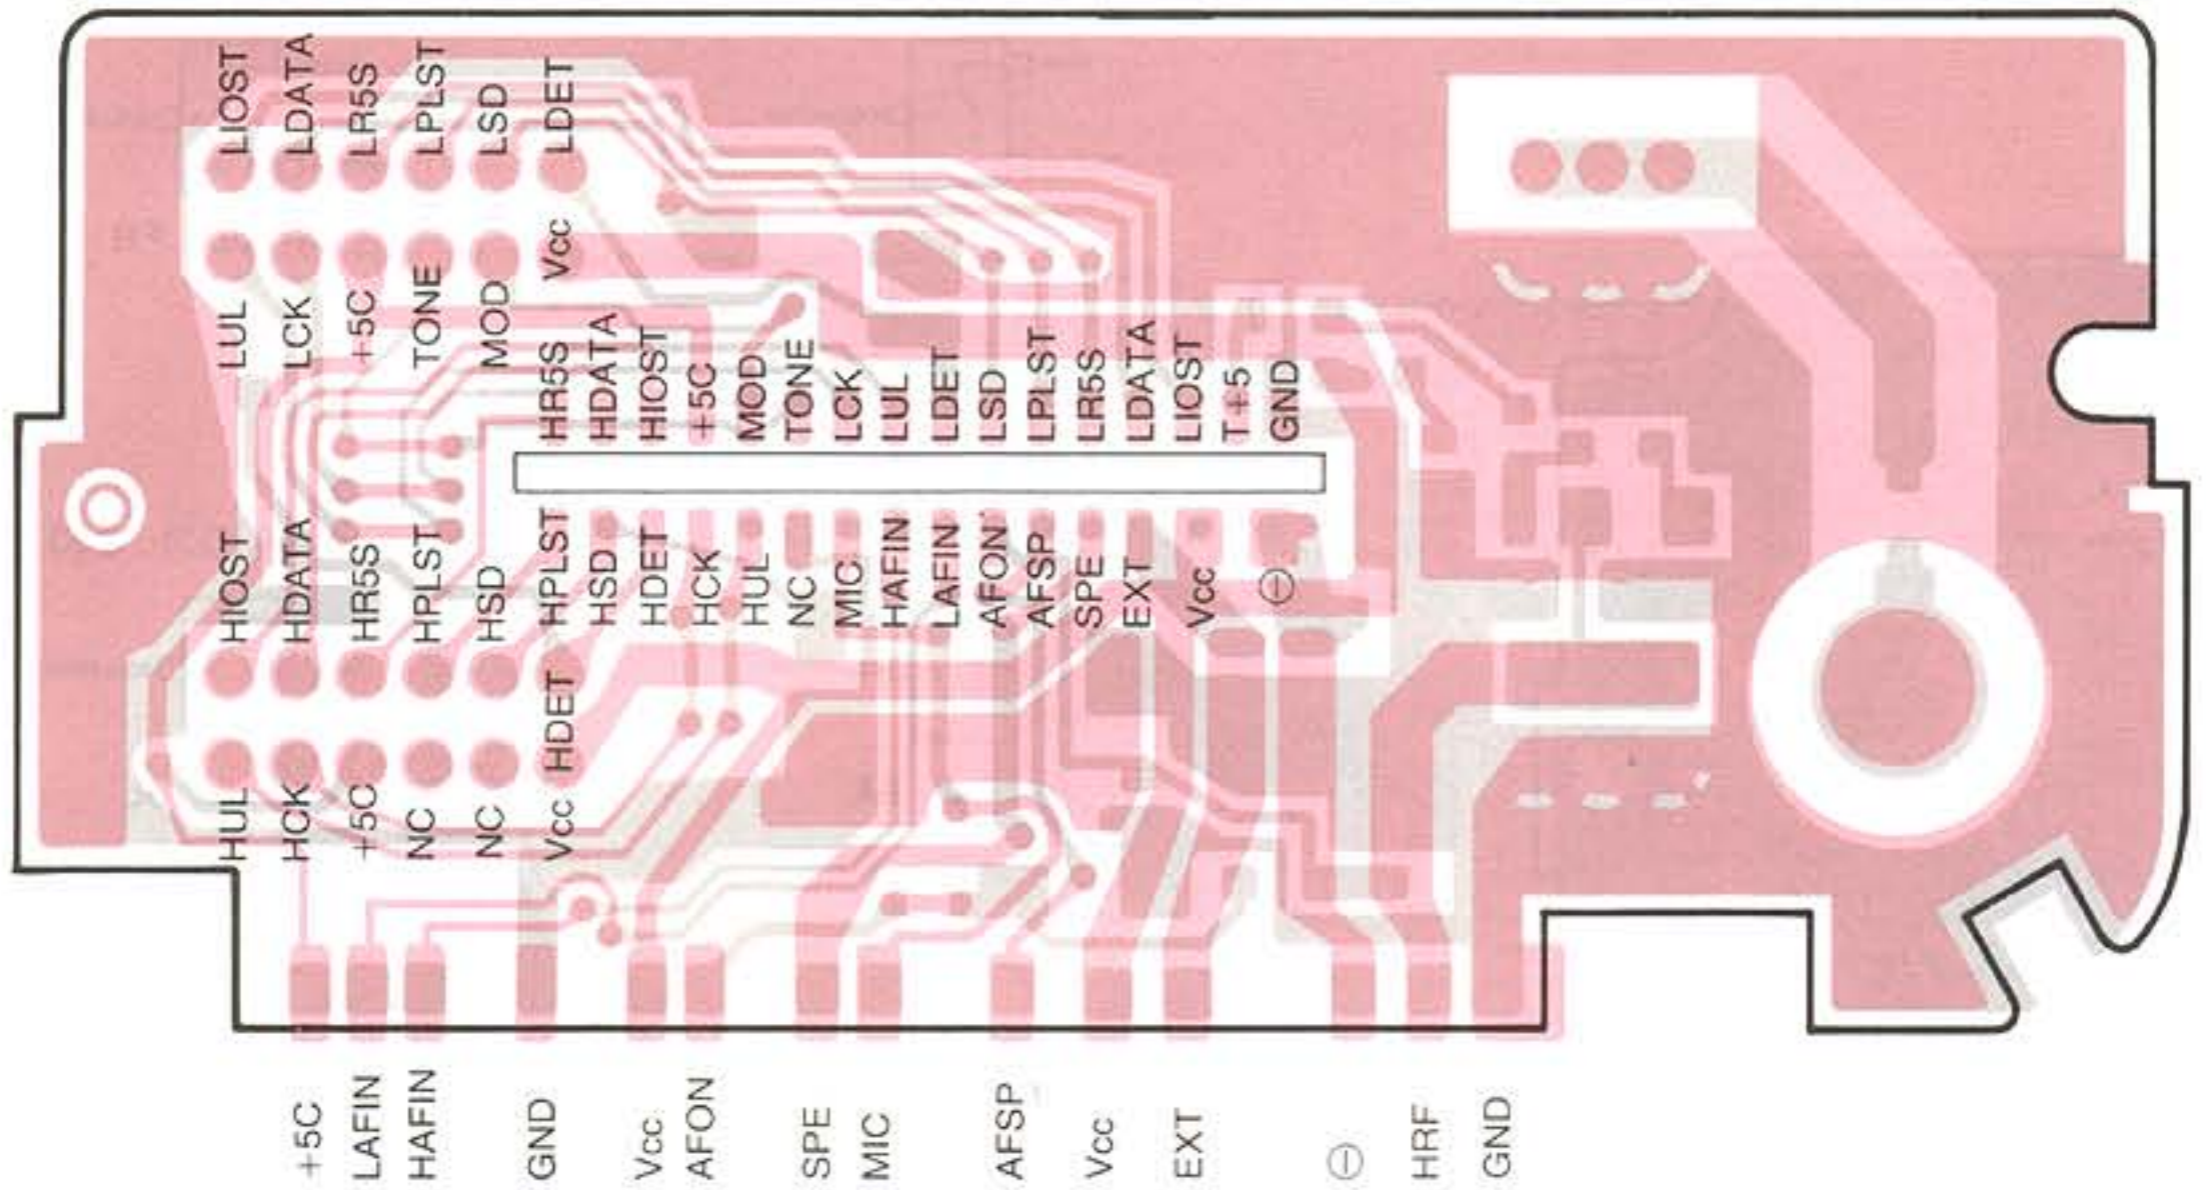 LIOST
LDATA
LR5S
LPLST
LSD
LDET
LUL
LCK
+5C
TONE
MOD
Vcc
HR5S
HDATA
HIOST
+5C
MOD
TONE
LCK
LUL
LDET
LSD
LPLST
LR5S
LDATA
LIOST
T+5
GND
HIOST
HDATA
HR5S
HPLST
HSD
HDET
HPLST
HSD
HDET
HCK
HUL
NC
MIC
HAFIN
LAFIN
AFON
AFSP
SPE
EXT
Vcc
⊖
HUL
HCK
+5C
NC
NC
Vcc
+5C
LAFIN
HAFIN
GND
Vcc
AFON
SPE
MIC
AFSP
Vcc
EXT
⊖
HRF
GND